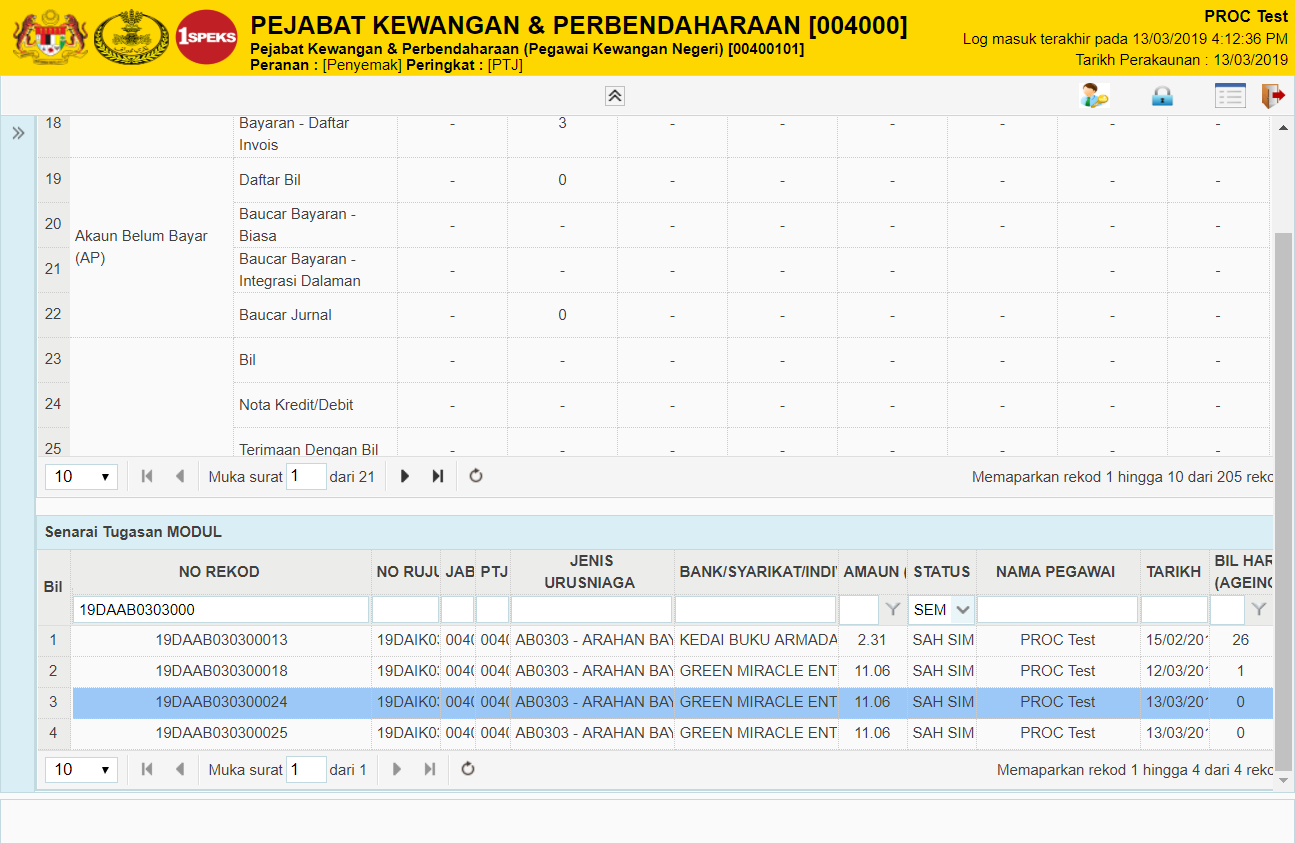 1SPEKS
PEJABAT KEWANGAN & PERBENDAHARAAN [004000]
Pejabat Kewangan & Perbendaharaan (Pegawai Kewangan Negeri) [00400101]
Peranan : [Penyemak] Peringkat : [PTJ]
PROC Test
Log masuk terakhir pada 13/03/2019 4:12:36 PM
Tarikh Perakaunan : 13/03/2019
18 Bayaran - Daftar Invois - 3 - - - - - -
Akaun Belum Bayar (AP)
19 Daftar Bil - 0 - - - - - -
20 Baucar Bayaran - Biasa - - - - - - - -
21 Baucar Bayaran - Integrasi Dalaman - - - - - - - -
22 Baucar Jurnal - 0 - - - - - -
23 Bil - - - - - - - -
24 Nota Kredit/Debit - - - - - - - -
25 Terimaan Dengan Bil - - - - - - - -
10 Muka surat 1 dari 21 Memaparkan rekod 1 hingga 10 dari 205 reko
Senarai Tugasan MODUL
Bil NO REKOD NO RUJU JAB PTJ JENIS URUSNIAGA BANK/SYARIKAT/INDI AMAUN ( STATUS NAMA PEGAWAI TARIKH BIL HAR (AGEING
19DAAB0303000 SEM
1 19DAAB030300013 19DAIK03 0040 0040 AB0303 - ARAHAN BAY KEDAI BUKU ARMADA 2.31 SAH SIM PROC Test 15/02/201 26
2 19DAAB030300018 19DAIK03 0040 0040 AB0303 - ARAHAN BAY GREEN MIRACLE ENT 11.06 SAH SIM PROC Test 12/03/201 1
3 19DAAB030300024 19DAIK03 0040 0040 AB0303 - ARAHAN BAY GREEN MIRACLE ENT 11.06 SAH SIM PROC Test 13/03/201 0
4 19DAAB030300025 19DAIK03 0040 0040 AB0303 - ARAHAN BAY GREEN MIRACLE ENT 11.06 SAH SIM PROC Test 13/03/201 0
10 Muka surat 1 dari 1 Memaparkan rekod 1 hingga 4 dari 4 reko